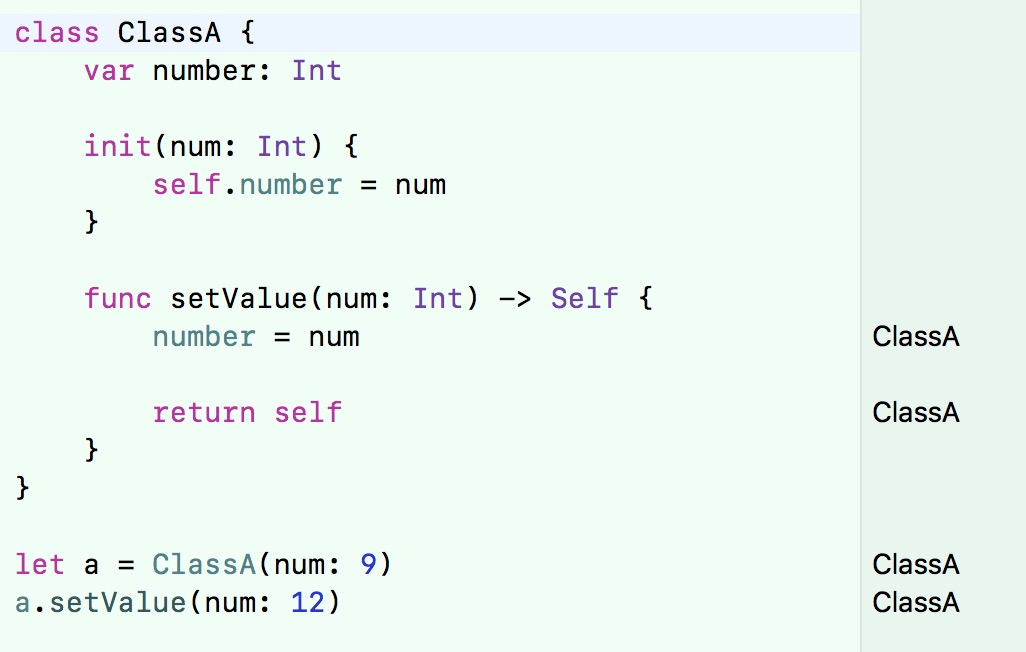 class ClassA {
    var number: Int
    init(num: Int) {
        self.number = num
    }
    func setValue(num: Int) -> Self {
        number = num    ClassA
        return self    ClassA
    }
}
let a = ClassA(num: 9)    ClassA
a.setValue(num: 12)    ClassA